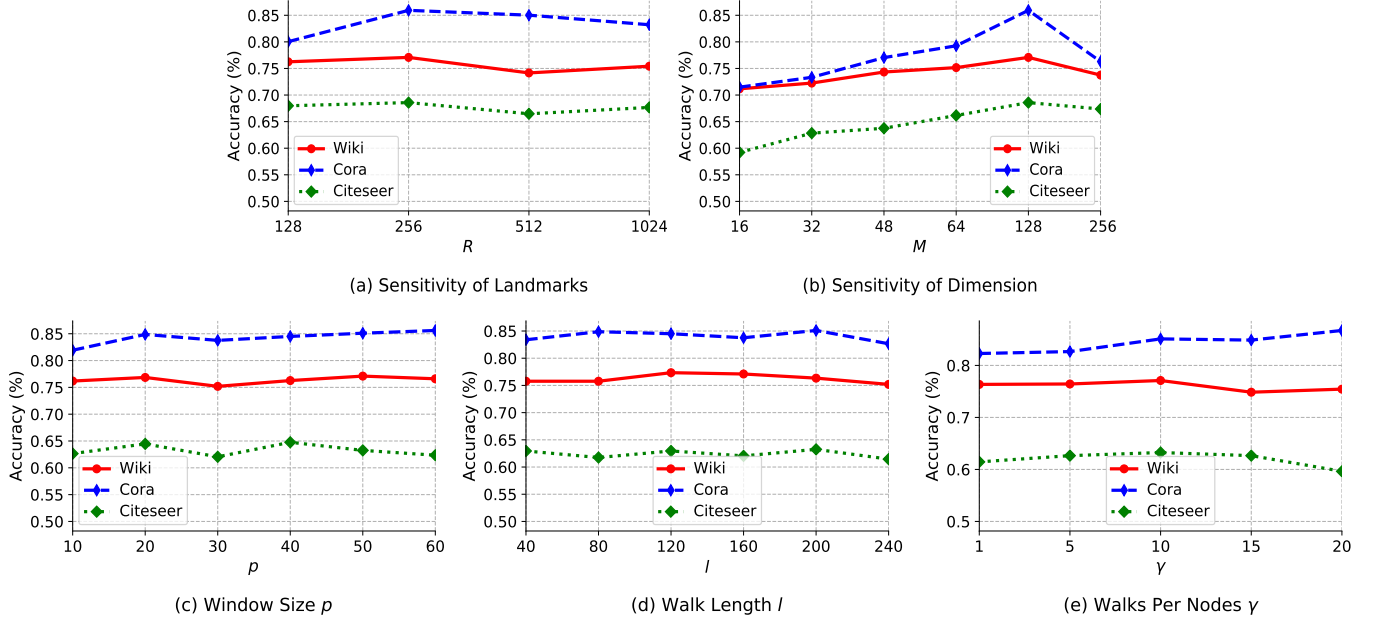 0.85
0.80
0.75
0.70
0.65
0.60
0.55
0.50
Accuracy (%)
Wiki
Cora
Citeseer
128 256 512 1024
R
(a) Sensitivity of Landmarks
0.85
0.80
0.75
0.70
0.65
0.60
0.55
0.50
Accuracy (%)
Wiki
Cora
Citeseer
16 32 48 64 128 256
M
(b) Sensitivity of Dimension
0.85
0.80
0.75
0.70
0.65
0.60
0.55
0.50
Accuracy (%)
Wiki
Cora
Citeseer
10 20 30 40 50 60
p
(c) Window Size p
0.85
0.80
0.75
0.70
0.65
0.60
0.55
0.50
Accuracy (%)
Wiki
Cora
Citeseer
40 80 120 160 200 240
l
(d) Walk Length l
0.8
0.7
0.6
0.5
Accuracy (%)
Wiki
Cora
Citeseer
1 5 10 15 20
γ
(e) Walks Per Nodes γ